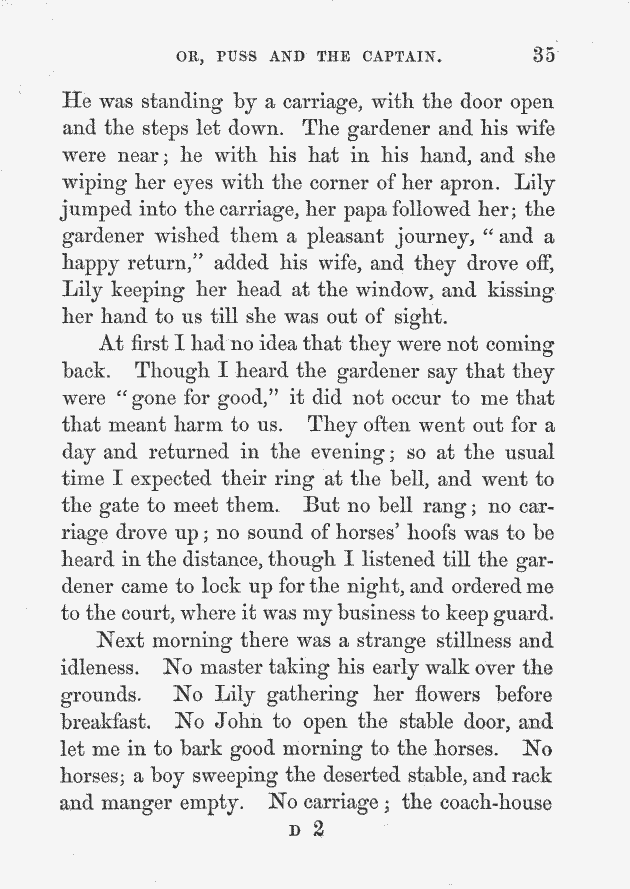 OR, PUSS AND THE CAPTAIN. 35
He was standing by a carriage, with the door open
and the steps let down. The gardener and his wife
were near; he with his hat in his hand, and she
wiping her eyes with the corner of her apron. Lily
jumped into the carriage, her papa followed her; the
gardener wished them a pleasant journey, “and a
happy return,” added his wife, and they drove off,
Lily keeping her head at the window, and kissing
her hand to us till she was out of sight.
At first I had no idea that they were not coming
back. Though I heard the gardener say that they
were “gone for good,” it did not occur to me that
that meant harm to us. They often went out for a
day and returned in the evening; so at the usual
time I expected their ring at the bell, and went to
the gate to meet them. But no bell rang; no car-
riage drove up; no sound of horses’ hoofs was to be
heard in the distance, though I listened till the gar-
dener came to lock up for the night, and ordered me
to the court, where it was my business to keep guard.
Next morning there was a strange stillness and
idleness. No master taking his early walk over the
grounds. No Lily gathering her flowers before
breakfast. No John to open the stable door, and
let me in to bark good morning to the horses. No
horses; a boy sweeping the deserted stable, and rack
and manger empty. No carriage; the coach-house
D 2